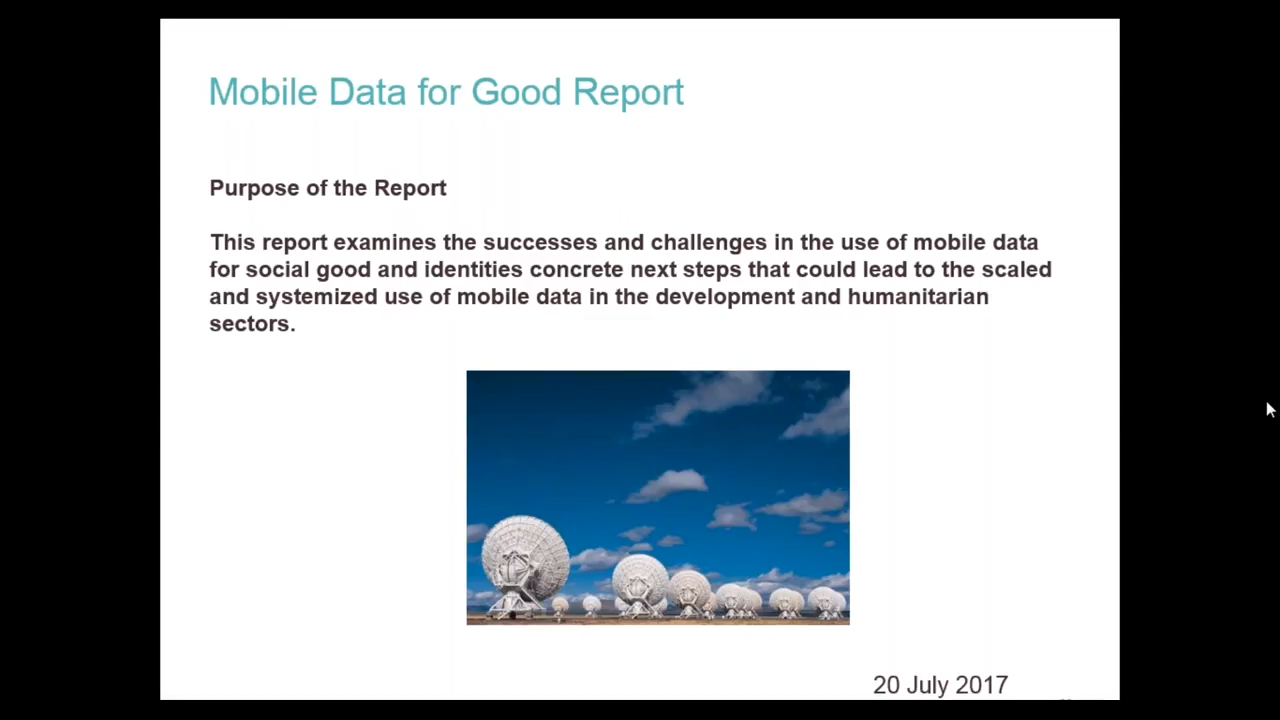 Mobile Data for Good Report
Purpose of the Report
This report examines the successes and challenges in the use of mobile data
for social good and identities concrete next steps that could lead to the scaled
and systemized use of mobile data in the development and humanitarian
sectors.
20 July 2017